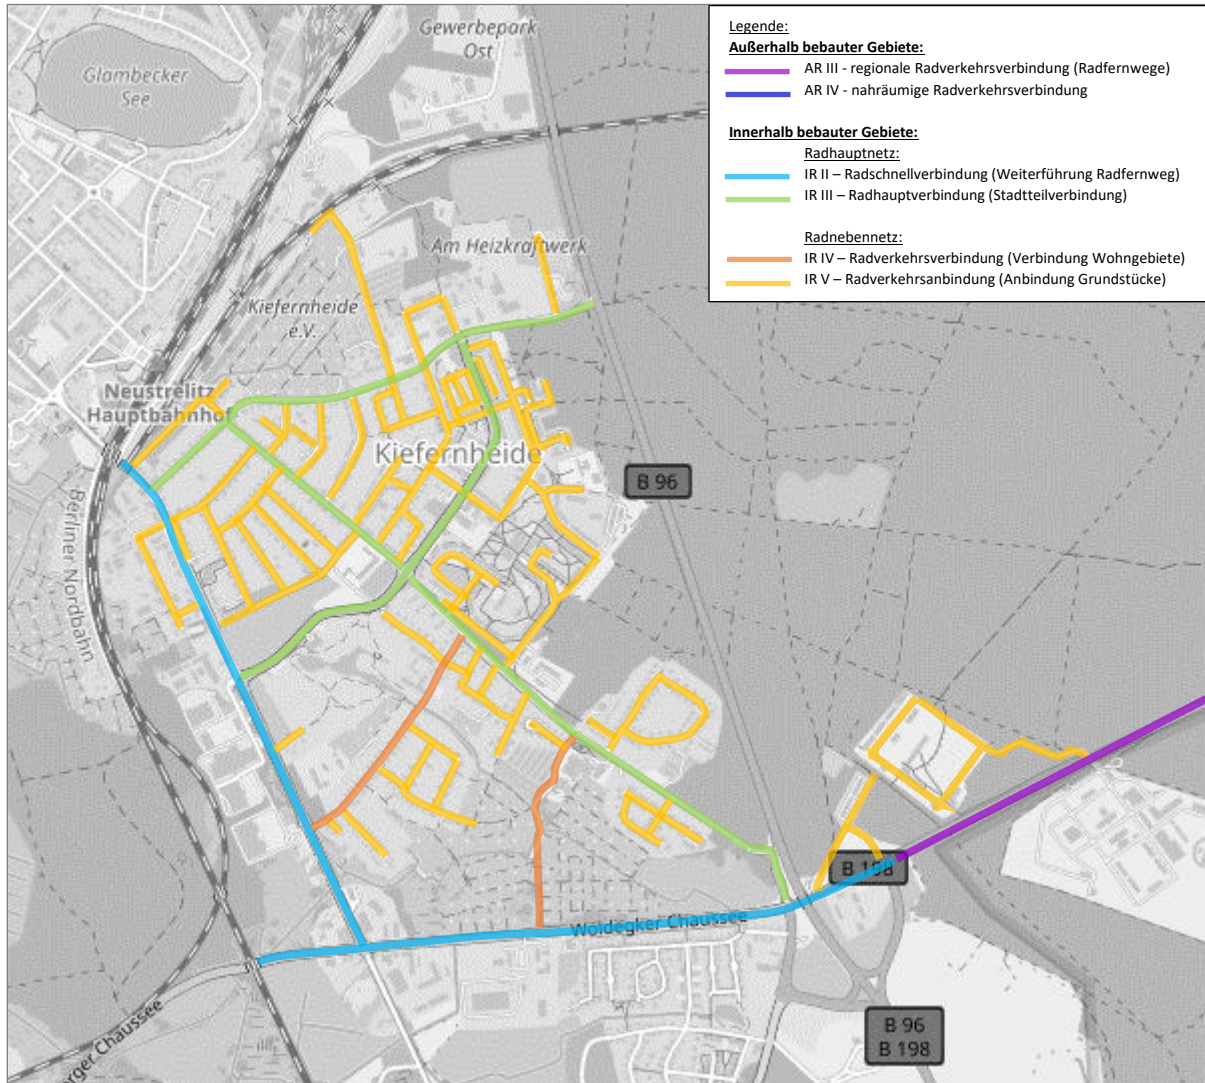 Legende:
Außerhalb bebauter Gebiete:
AR III - regionale Radverkehrsverbindung (Radfernwege)
AR IV - nahräumige Radverkehrsverbindung
Innerhalb bebauter Gebiete:
Radhauptnetz:
IR II – Radschnellverbindung (Weiterführung Radfernweg)
IR III – Radhauptverbindung (Stadtteilverbindung)
Radnebennetz:
IR IV – Radverkehrsverbindung (Verbindung Wohngebiete)
IR V – Radverkehrsanbindung (Anbindung Grundstücke)
Gewerbepark
Ost
Glambecker
See
Am Heizkraftwerk
Kiefernheide
e.V.
Neustrelitz
Hauptbahnhof
Kiefernheide
B 96
Berliner Nordbahn
B 198
Woldegker Chaussee
erger Chaussee
B 96
B 198